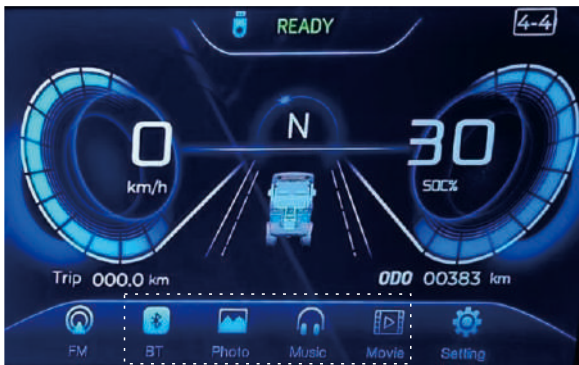 READY
4-4
N
0
km/h
30
SOC%
Trip 000.0 km
ODO 00383 km
FM BT Photo Music Movie Setting